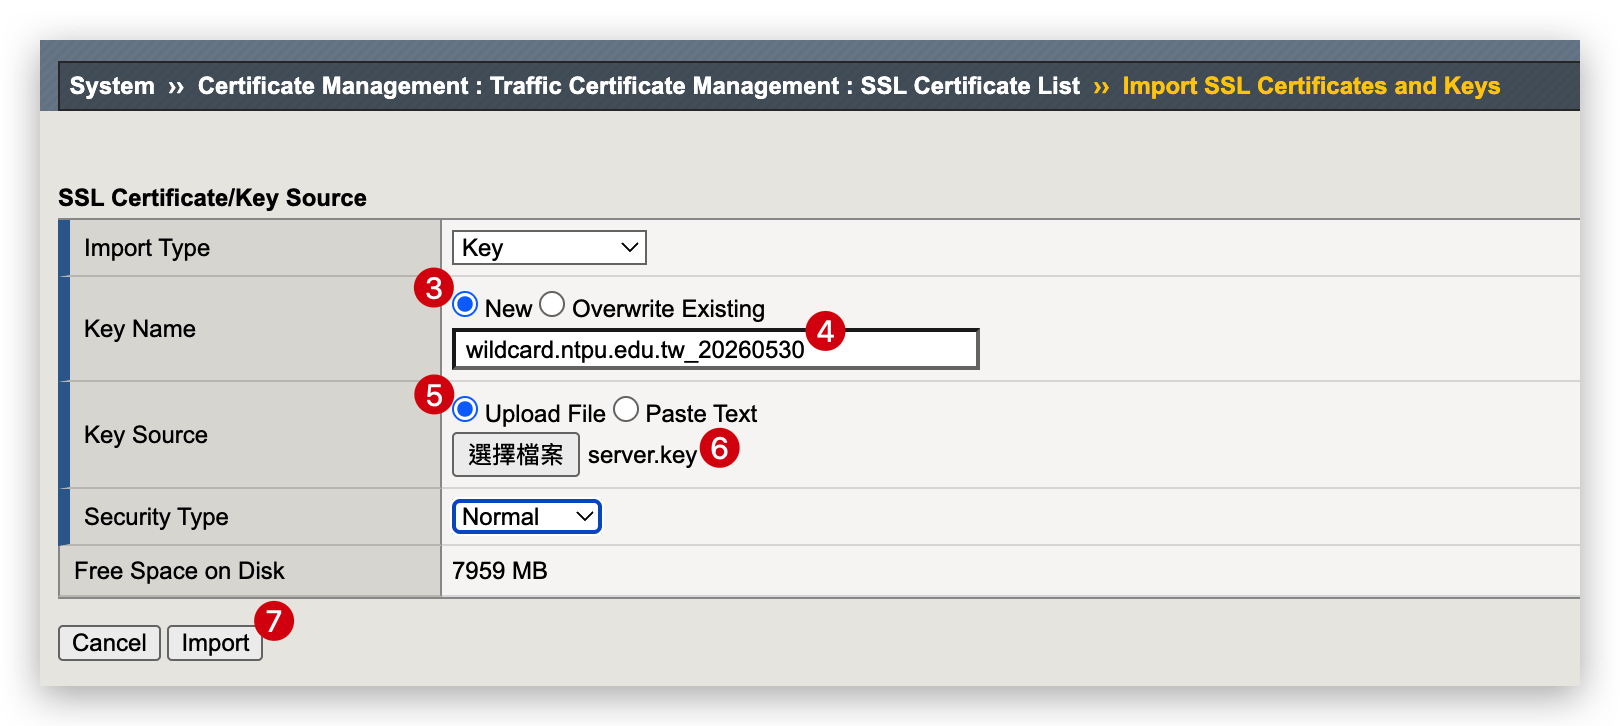 System ›› Certificate Management : Traffic Certificate Management : SSL Certificate List ›› Import SSL Certificates and Keys
SSL Certificate/Key Source
Import Type Key
3
Key Name New Overwrite Existing
wildcard.ntpu.edu.tw_20260530 4
5
Key Source Upload File Paste Text
選擇檔案 server.key 6
Security Type Normal
Free Space on Disk 7959 MB
7
Cancel Import